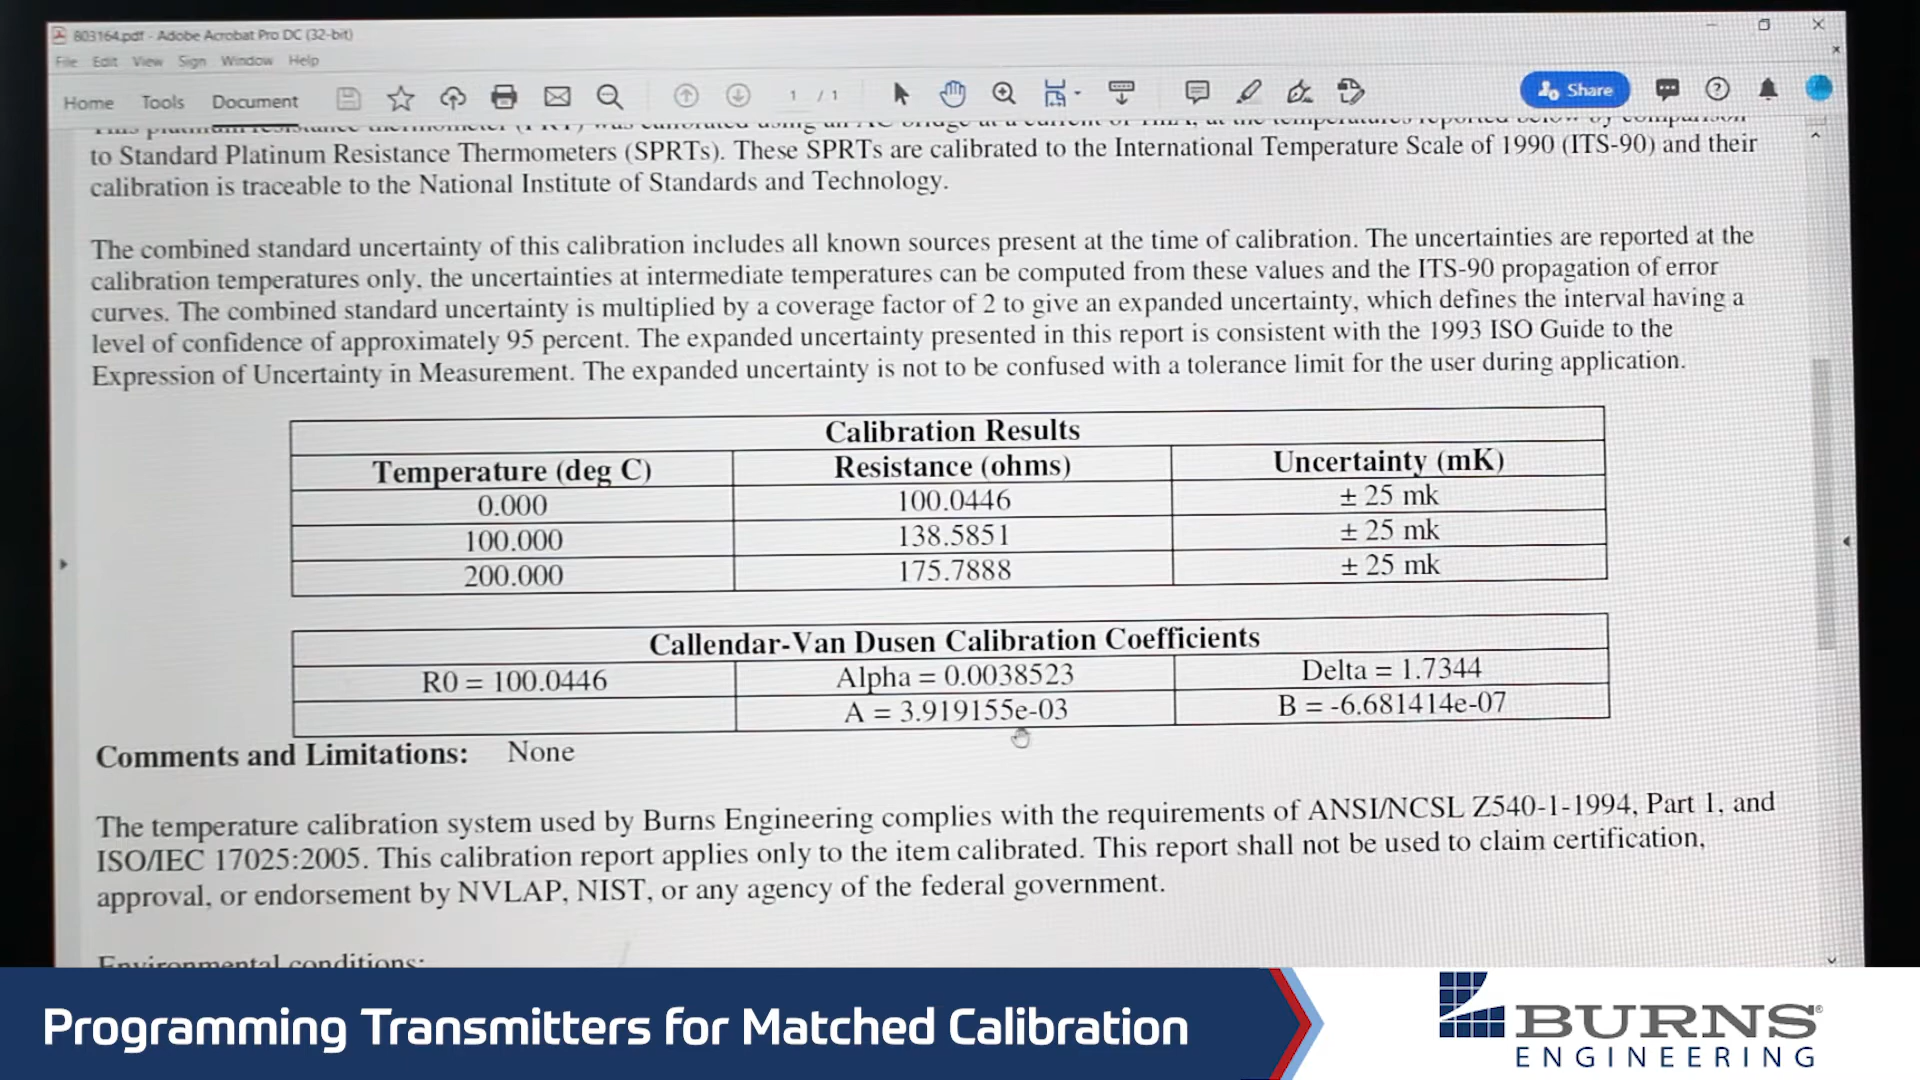 803164.pdf - Adobe Acrobat Pro DC (32-bit)
File Edit View Sign Window Help
Home Tools Document 1 / 1 Share
to Standard Platinum Resistance Thermometers (SPRTs). These SPRTs are calibrated to the International Temperature Scale of 1990 (ITS-90) and their
calibration is traceable to the National Institute of Standards and Technology.
The combined standard uncertainty of this calibration includes all known sources present at the time of calibration. The uncertainties are reported at the
calibration temperatures only, the uncertainties at intermediate temperatures can be computed from these values and the ITS-90 propagation of error
curves. The combined standard uncertainty is multiplied by a coverage factor of 2 to give an expanded uncertainty, which defines the interval having a
level of confidence of approximately 95 percent. The expanded uncertainty presented in this report is consistent with the 1993 ISO Guide to the
Expression of Uncertainty in Measurement. The expanded uncertainty is not to be confused with a tolerance limit for the user during application.
Calibration Results
Temperature (deg C) Resistance (ohms) Uncertainty (mK)
0.000 100.0446 ± 25 mk
100.000 138.5851 ± 25 mk
200.000 175.7888 ± 25 mk
Callendar-Van Dusen Calibration Coefficients
R0 = 100.0446 Alpha = 0.0038523 Delta = 1.7344
A = 3.919155e-03 B = -6.681414e-07
Comments and Limitations: None
The temperature calibration system used by Burns Engineering complies with the requirements of ANSI/NCSL Z540-1-1994, Part 1, and
ISO/IEC 17025:2005. This calibration report applies only to the item calibrated. This report shall not be used to claim certification,
approval, or endorsement by NVLAP, NIST, or any agency of the federal government.
Environmental conditions:
Programming Transmitters for Matched Calibration
BURNS®
ENGINEERING